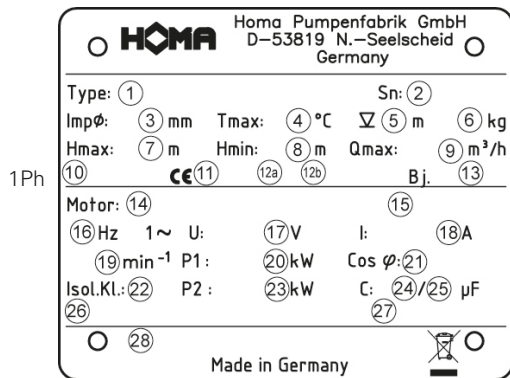 HOMA Homa Pumpenfabrik GmbH
D-53819 N.-Seelscheid
Germany
Type: 1 Sn: 2
Impø: 3 mm Tmax: 4 °C ∇ 5 m 6 kg
Hmax: 7 m Hmin: 8 m Qmax: 9 m³/h
1Ph
10 CE 11 12a 12b Bj. 13
Motor: 14 15
16 Hz 1~ U: 17 V I: 18 A
19 min⁻¹ P1: 20 kW Cos φ: 21
Isol.Kl.: 22 P2: 23 kW C: 24/25 µF
26 27
28
Made in Germany